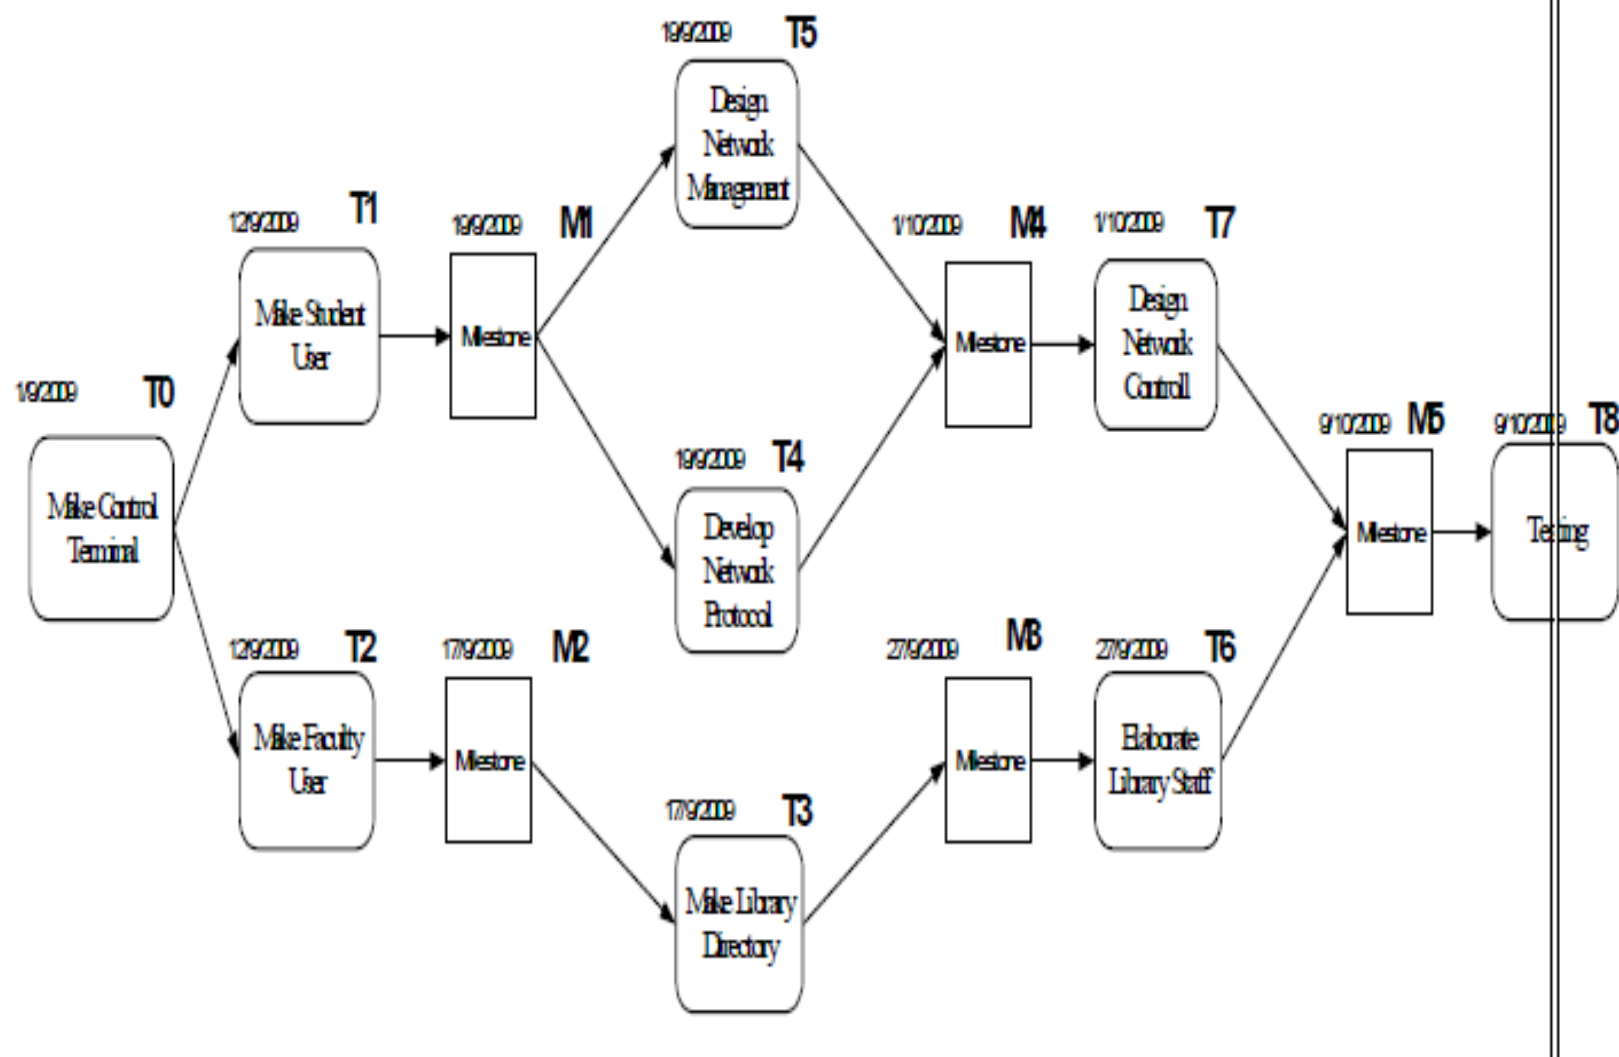 19/9/2009 T5
Design
Network
Management
12/9/2009 T1
19/9/2009 M1
1/10/2009 M4
1/10/2009 T7
Make Student
User
Milestone
Milestone
Design
Network
Controll
1/9/2009 T0
Make Control
Terminal
19/9/2009 T4
Develop
Network
Protocol
9/10/2009 M5
9/10/2009 T8
Milestone
Testing
12/9/2009 T2
17/9/2009 M2
27/9/2009 M3
27/9/2009 T6
Make Faculty
User
Milestone
Milestone
Elaborate
Library Staff
17/9/2009 T3
Make Library
Directory